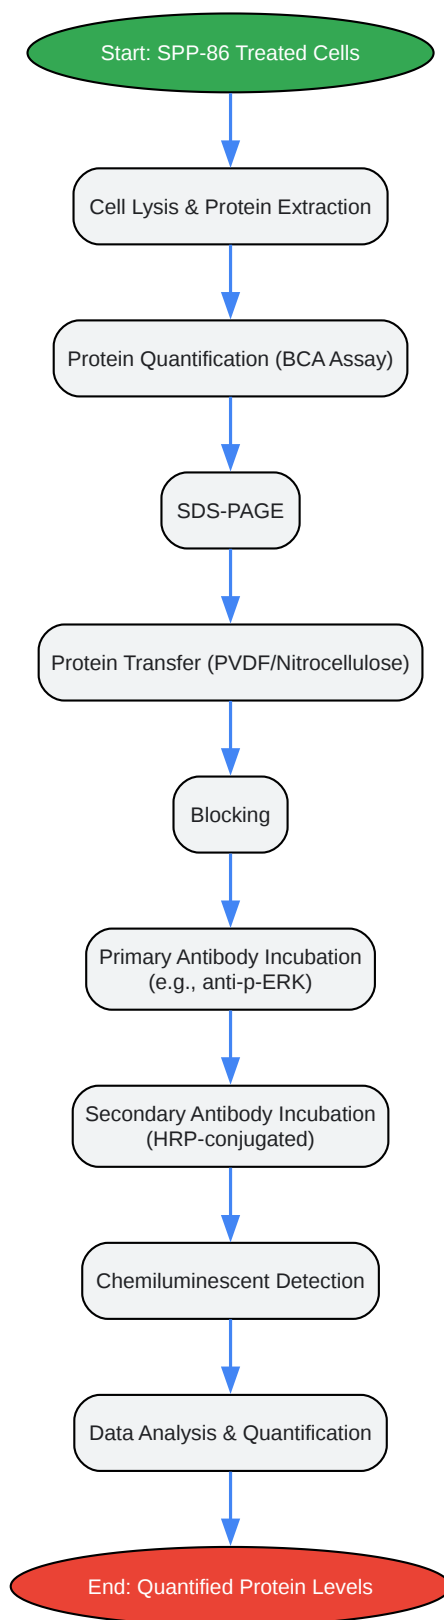 Start: SPP-86 Treated Cells
Cell Lysis & Protein Extraction
Protein Quantification (BCA Assay)
SDS-PAGE
Protein Transfer (PVDF/Nitrocellulose)
Blocking
Primary Antibody Incubation
(e.g., anti-p-ERK)
Secondary Antibody Incubation
(HRP-conjugated)
Chemiluminescent Detection
Data Analysis & Quantification
End: Quantified Protein Levels